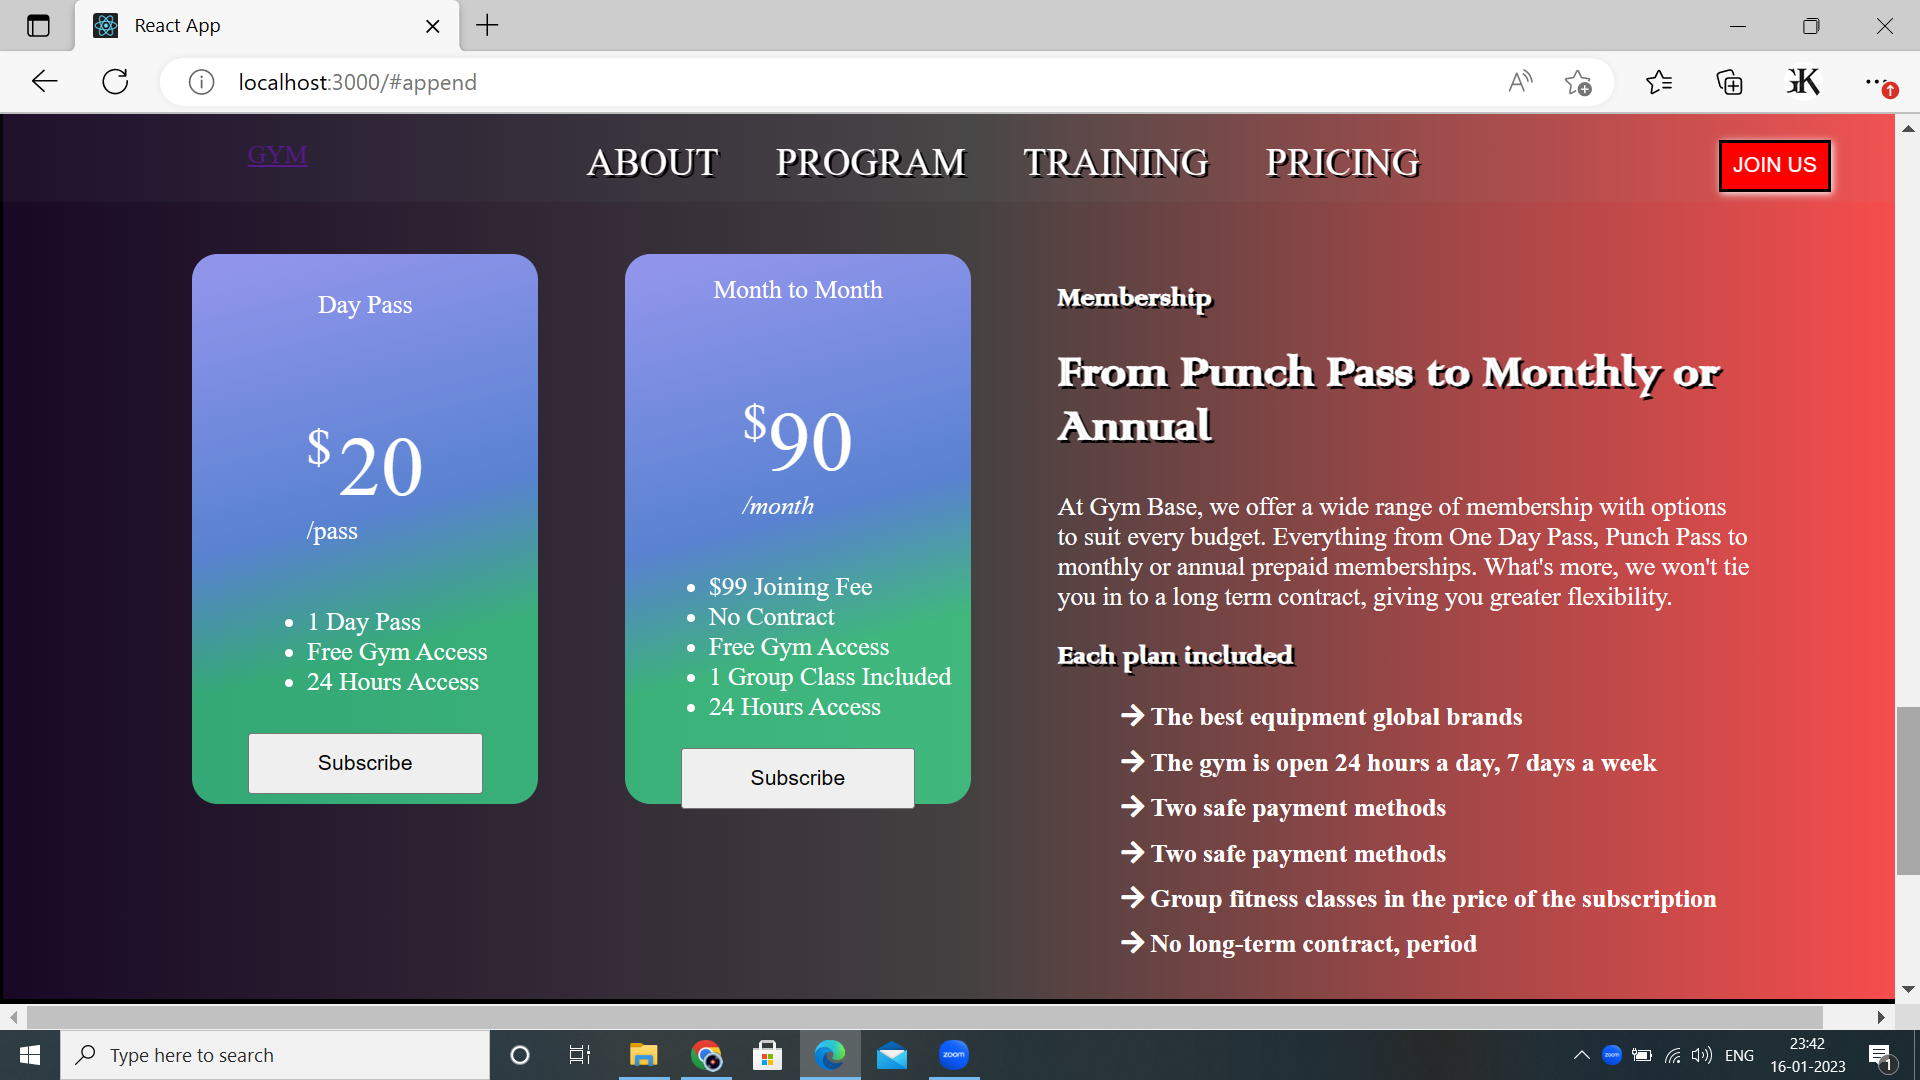 React App
localhost:3000/#append
GYM
ABOUT PROGRAM TRAINING PRICING
JOIN US
Day Pass
$20
/pass
1 Day Pass
Free Gym Access
24 Hours Access
Subscribe
Month to Month
$90
/month
$99 Joining Fee
No Contract
Free Gym Access
1 Group Class Included
24 Hours Access
Subscribe
Membership
From Punch Pass to Monthly or
Annual
At Gym Base, we offer a wide range of membership with options
to suit every budget. Everything from One Day Pass, Punch Pass to
monthly or annual prepaid memberships. What's more, we won't tie
you in to a long term contract, giving you greater flexibility.
Each plan included
The best equipment global brands
The gym is open 24 hours a day, 7 days a week
Two safe payment methods
Two safe payment methods
Group fitness classes in the price of the subscription
No long-term contract, period
Type here to search
zoom
zoom
ENG
23:42
16-01-2023
1